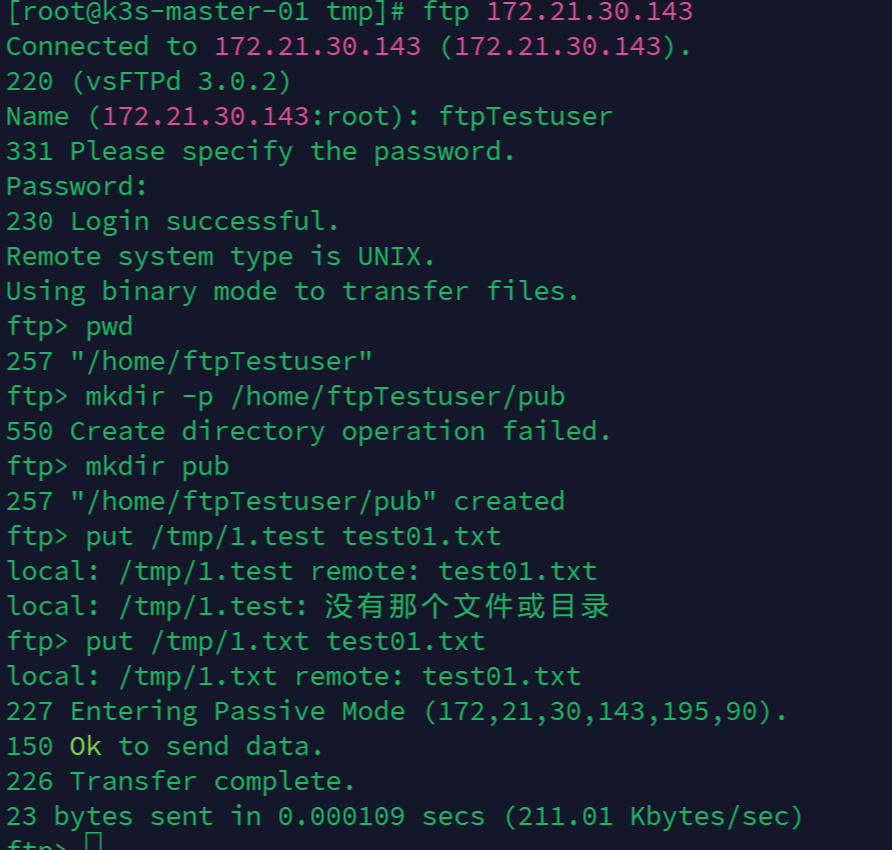 [root@k3s-master-01 tmp]# ftp 172.21.30.143
Connected to 172.21.30.143 (172.21.30.143).
220 (vsFTPd 3.0.2)
Name (172.21.30.143:root): ftpTestuser
331 Please specify the password.
Password:
230 Login successful.
Remote system type is UNIX.
Using binary mode to transfer files.
ftp> pwd
257 "/home/ftpTestuser"
ftp> mkdir -p /home/ftpTestuser/pub
550 Create directory operation failed.
ftp> mkdir pub
257 "/home/ftpTestuser/pub" created
ftp> put /tmp/1.test test01.txt
local: /tmp/1.test remote: test01.txt
local: /tmp/1.test: 没有那个文件或目录
ftp> put /tmp/1.txt test01.txt
local: /tmp/1.txt remote: test01.txt
227 Entering Passive Mode (172,21,30,143,195,90).
150 Ok to send data.
226 Transfer complete.
23 bytes sent in 0.000109 secs (211.01 Kbytes/sec)
ftp>